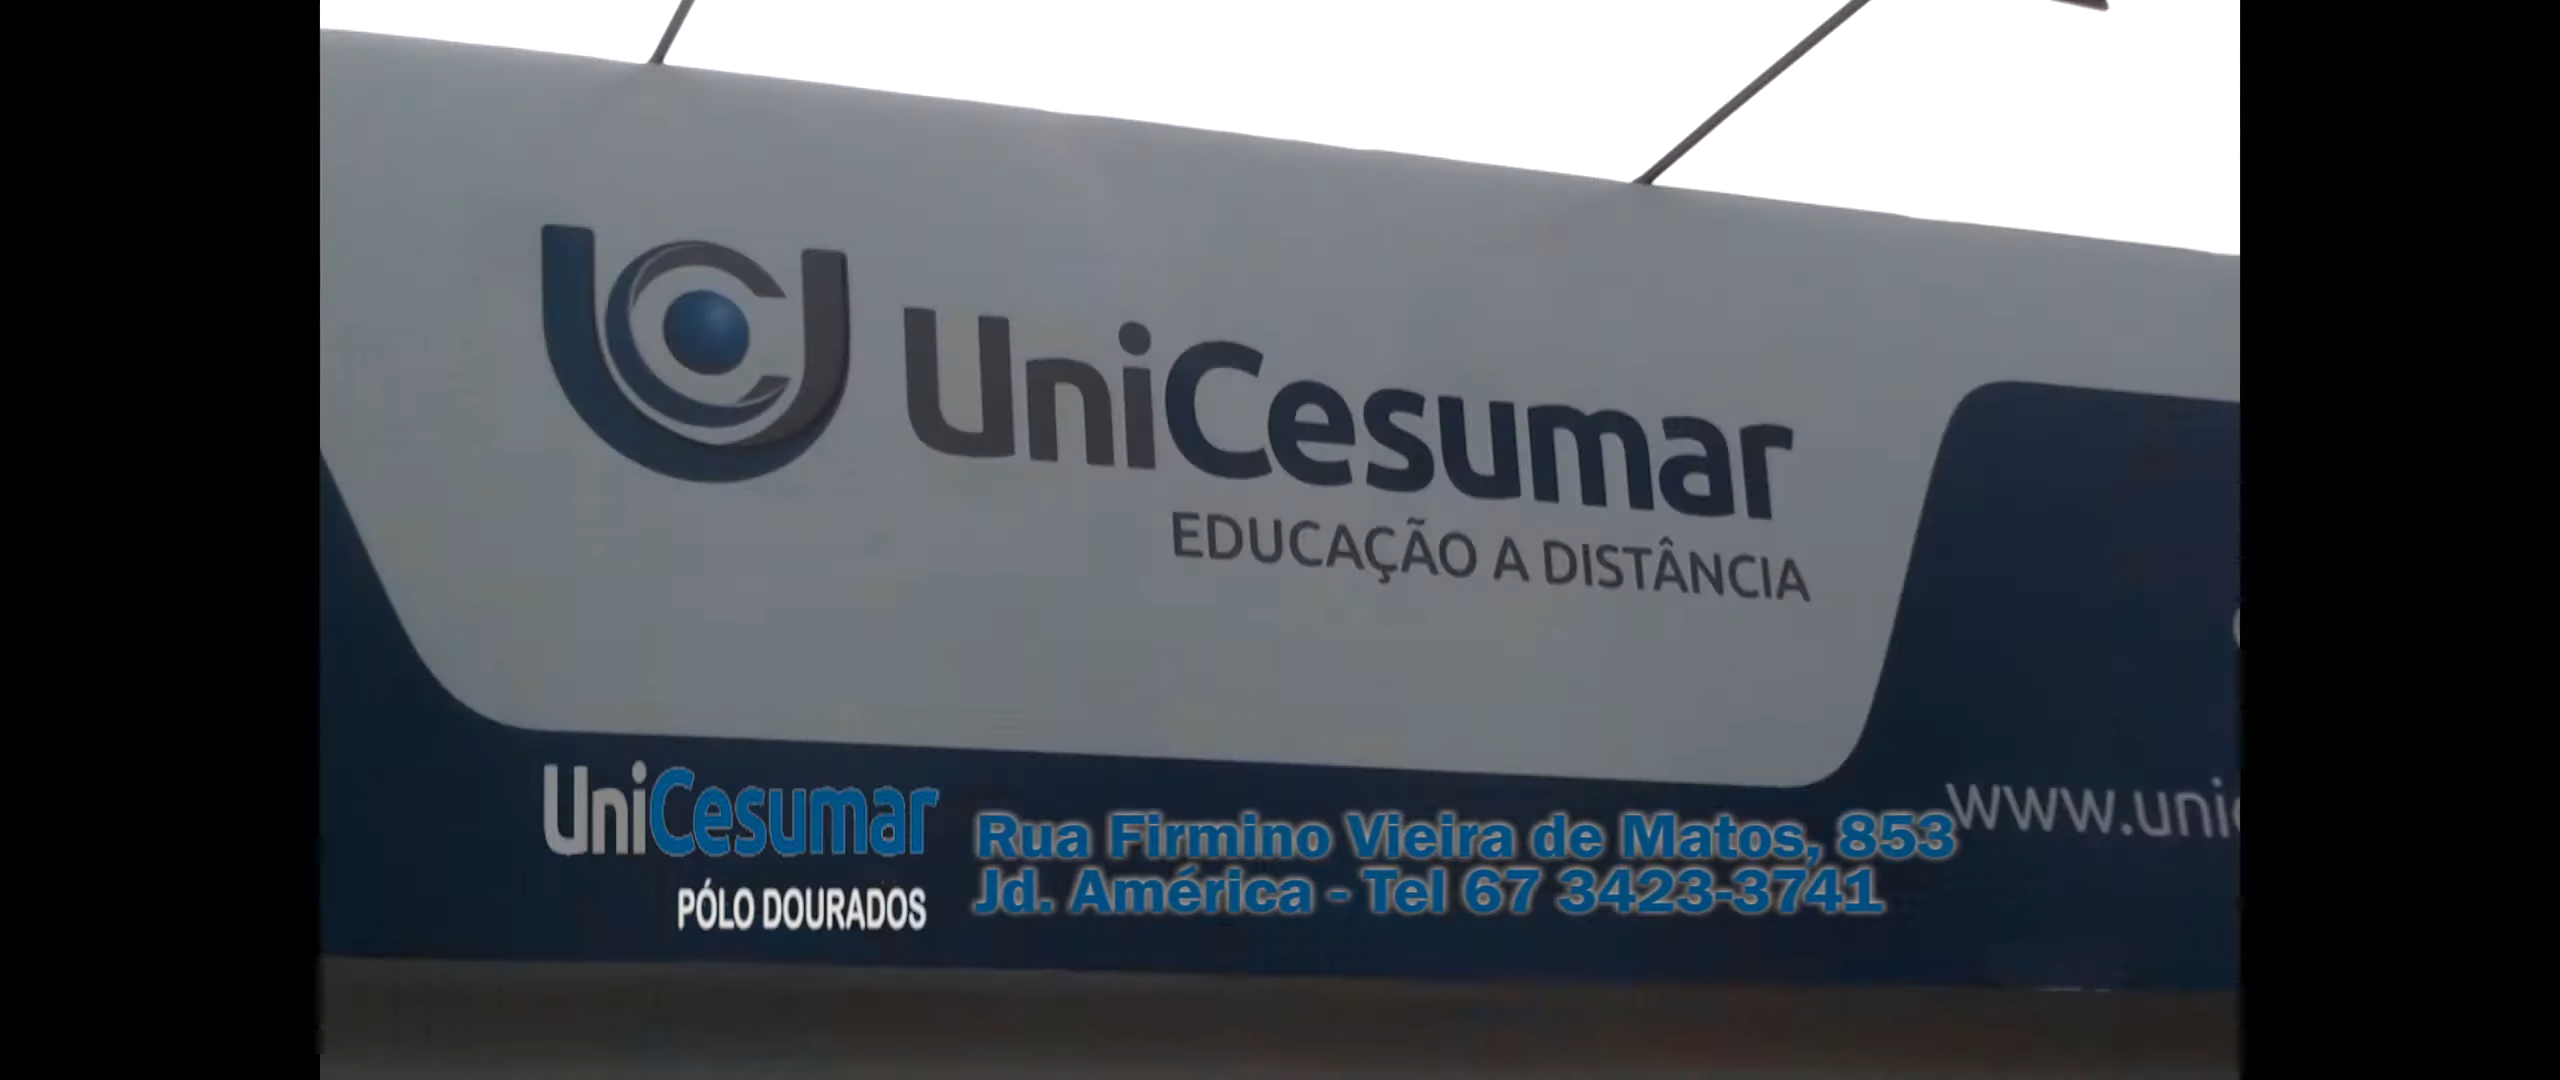 UniCesumar
EDUCAÇÃO A DISTÂNCIA
UniCesumar
PÓLO DOURADOS
Rua Firmino Vieira de Matos, 853
Jd. América - Tel 67 3423-3741